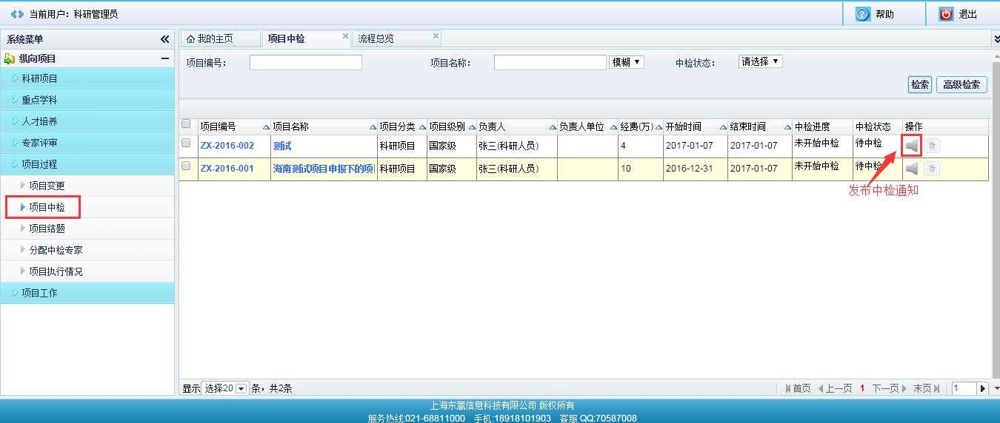 当前用户：科研管理员
帮助
退出
系统菜单
我的主页
项目中检
流程总览
纵向项目
科研项目
重点学科
人才培养
专家评审
项目过程
项目变更
项目中检
项目结题
分配中检专家
项目执行情况
项目工作
项目编号：
项目名称：
模糊
中检状态：
请选择
检索
高级检索
项目编号 项目名称 项目分类 项目级别 负责人 负责人单位 经费(万) 开始时间 结束时间 中检进度 中检状态 操作
ZX-2016-002 测试 科研项目 国家级 张三(科研人员) 4 2017-01-07 2017-01-07 未开始中检 待中检
ZX-2016-001 海南测试项目申报下的项 科研项目 国家级 张三(科研人员) 10 2016-12-31 2017-01-07 未开始中检 待中检
发布中检通知
显示 选择20 条，共2条
首页 上一页 1 下一页 末页 1
上海东篱信息科技有限公司 版权所有
服务热线:021-68811000 手机:18918101903 客服 QQ:70587008